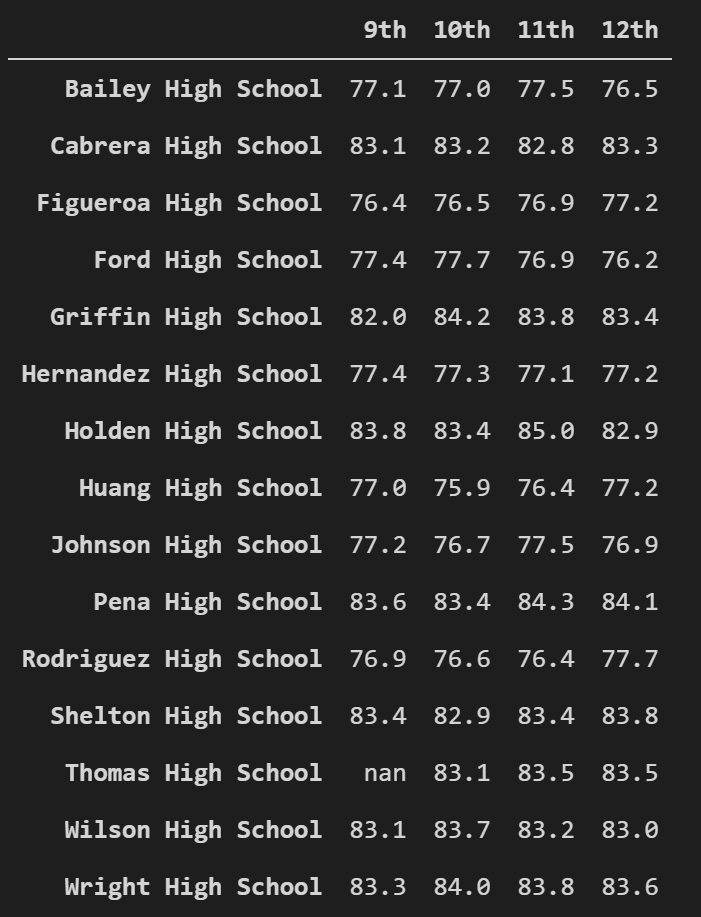 9th 10th 11th 12th
Bailey High School 77.1 77.0 77.5 76.5
Cabrera High School 83.1 83.2 82.8 83.3
Figueroa High School 76.4 76.5 76.9 77.2
Ford High School 77.4 77.7 76.9 76.2
Griffin High School 82.0 84.2 83.8 83.4
Hernandez High School 77.4 77.3 77.1 77.2
Holden High School 83.8 83.4 85.0 82.9
Huang High School 77.0 75.9 76.4 77.2
Johnson High School 77.2 76.7 77.5 76.9
Pena High School 83.6 83.4 84.3 84.1
Rodriguez High School 76.9 76.6 76.4 77.7
Shelton High School 83.4 82.9 83.4 83.8
Thomas High School nan 83.1 83.5 83.5
Wilson High School 83.1 83.7 83.2 83.0
Wright High School 83.3 84.0 83.8 83.6